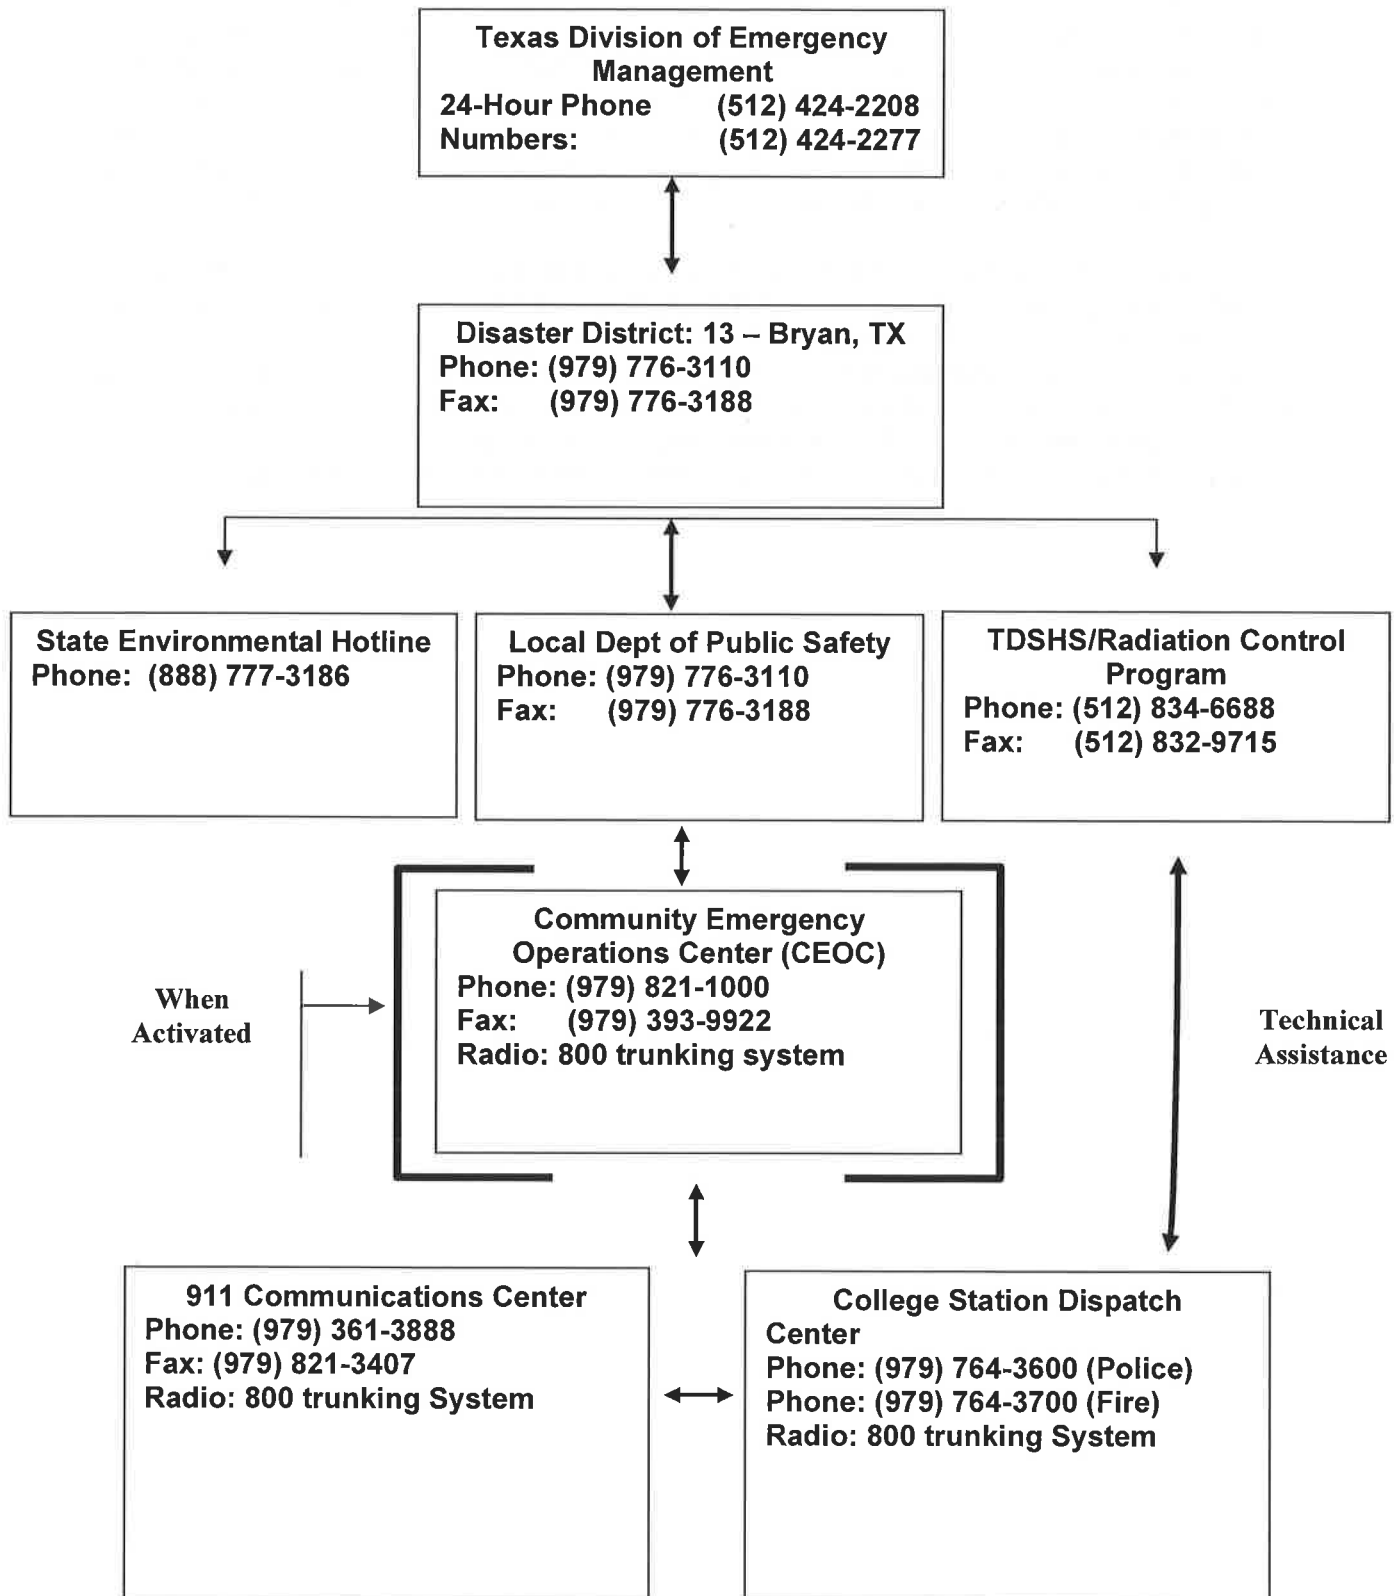 Texas Division of Emergency
Management
24-Hour Phone (512) 424-2208
Numbers: (512) 424-2277
Disaster District: 13 – Bryan, TX
Phone: (979) 776-3110
Fax: (979) 776-3188
State Environmental Hotline
Phone: (888) 777-3186
Local Dept of Public Safety
Phone: (979) 776-3110
Fax: (979) 776-3188
TDSHS/Radiation Control
Program
Phone: (512) 834-6688
Fax: (512) 832-9715
When
Activated
Community Emergency
Operations Center (CEOC)
Phone: (979) 821-1000
Fax: (979) 393-9922
Radio: 800 trunking system
Technical
Assistance
911 Communications Center
Phone: (979) 361-3888
Fax: (979) 821-3407
Radio: 800 trunking System
College Station Dispatch
Center
Phone: (979) 764-3600 (Police)
Phone: (979) 764-3700 (Fire)
Radio: 800 trunking System